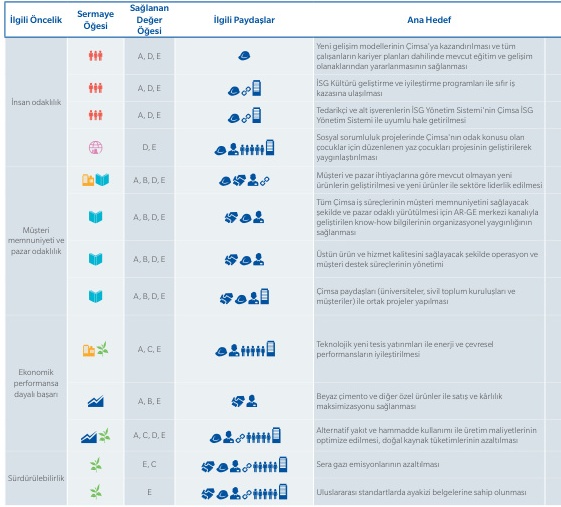 İlgili Öncelik
Sermaye
Öğesi
Sağlanan
Değer
Öğesi
İlgili Paydaşlar
Ana Hedef
İnsan odaklılık
A, D, E
Yeni gelişim modellerinin Çimsa'ya kazandırılması ve tüm
çalışanların kariyer planları dahilinde mevcut eğitim ve gelişim
olanaklarından yararlanmasının sağlanması
A, D, E
İSG Kültürü geliştirme ve iyileştirme programları ile sıfır iş
kazasına ulaşılması
A, D, E
Tedarikçi ve alt işverenlerin İSG Yönetim Sistemi'nin Çimsa İSG
Yönetim Sistemi ile uyumlu hale getirilmesi
D, E
Sosyal sorumluluk projelerinde Çimsa'nın odak konusu olan
çocuklar için düzenlenen yaz çocukları projesinin geliştirilerek
yaygınlaştırılması
Müşteri
memnuniyeti ve
pazar odaklılık
A, B, D, E
Müşteri ve pazar ihtiyaçlarına göre mevcut olmayan yeni
ürünlerin geliştirilmesi ve yeni ürünler ile sektöre liderlik edilmesi
A, B, D, E
Tüm Çimsa iş süreçlerinin müşteri memnuniyetini sağlayacak
şekilde ve pazar odaklı yürütülmesi için AR-GE merkezi kanalıyla
geliştirilen know-how bilgilerinin organizasyonel yaygınlığının
sağlanması
A, B, D, E
Üstün ürün ve hizmet kalitesini sağlayacak şekilde operasyon ve
müşteri destek süreçlerinin yönetimi
A, B, D, E
Çimsa paydaşları (üniversiteler, sivil toplum kuruluşları ve
müşteriler) ile ortak projeler yapılması
Ekonomik
performansa
dayalı başarı
A, C, E
Teknolojik yeni tesis yatırımları ile enerji ve çevresel
performansların iyileştirilmesi
A, B, E
Beyaz çimento ve diğer özel ürünler ile satış ve kârlılık
maksimizasyonu sağlanması
A, C, D, E
Alternatif yakıt ve hammadde kullanımı ile üretim maliyetlerinin
optimize edilmesi, doğal kaynak tüketimlerinin azaltılması
Sürdürülebilirlik
E, C
Sera gazı emisyonlarının azaltılması
E
Uluslararası standartlarda ayakizi belgelerine sahip olunması